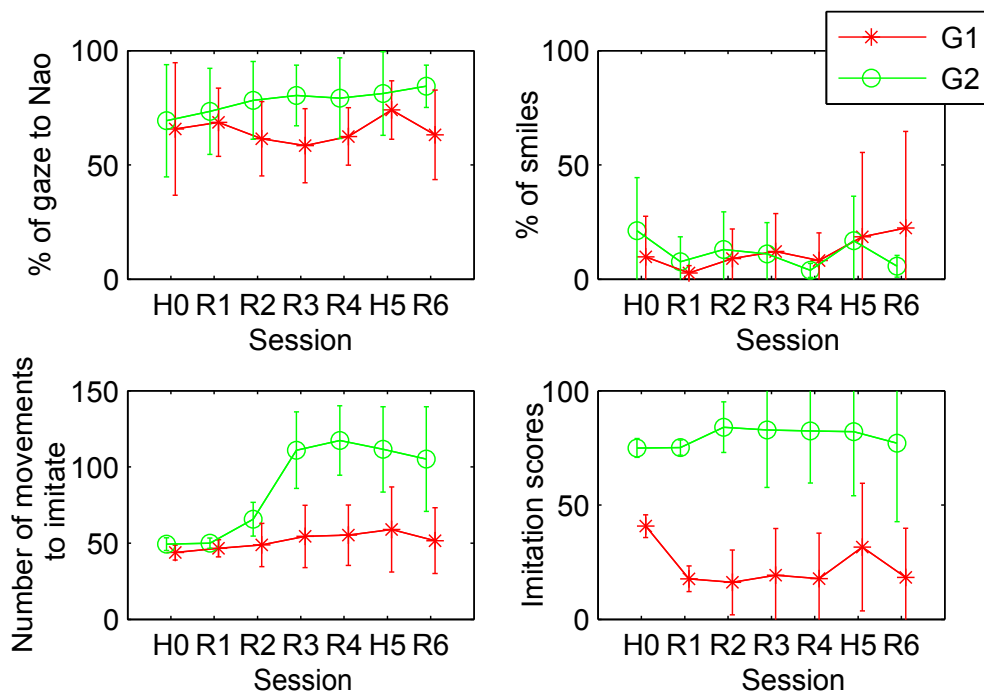 G1
G2
% of gaze to Nao
100
50
0
H0 R1 R2 R3 R4 H5 R6
Session
% of smiles
100
50
0
H0 R1 R2 R3 R4 H5 R6
Session
Number of movements
to imitate
150
100
50
0
H0 R1 R2 R3 R4 H5 R6
Session
Imitation scores
100
50
0
H0 R1 R2 R3 R4 H5 R6
Session